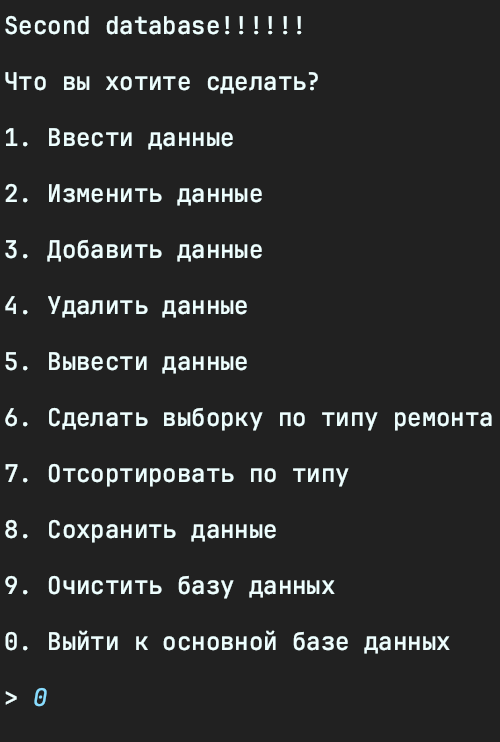 Second database!!!!!!
Что вы хотите сделать?
1. Ввести данные
2. Изменить данные
3. Добавить данные
4. Удалить данные
5. Вывести данные
6. Сделать выборку по типу ремонта
7. Отсортировать по типу
8. Сохранить данные
9. Очистить базу данных
0. Выйти к основной базе данных
> 0